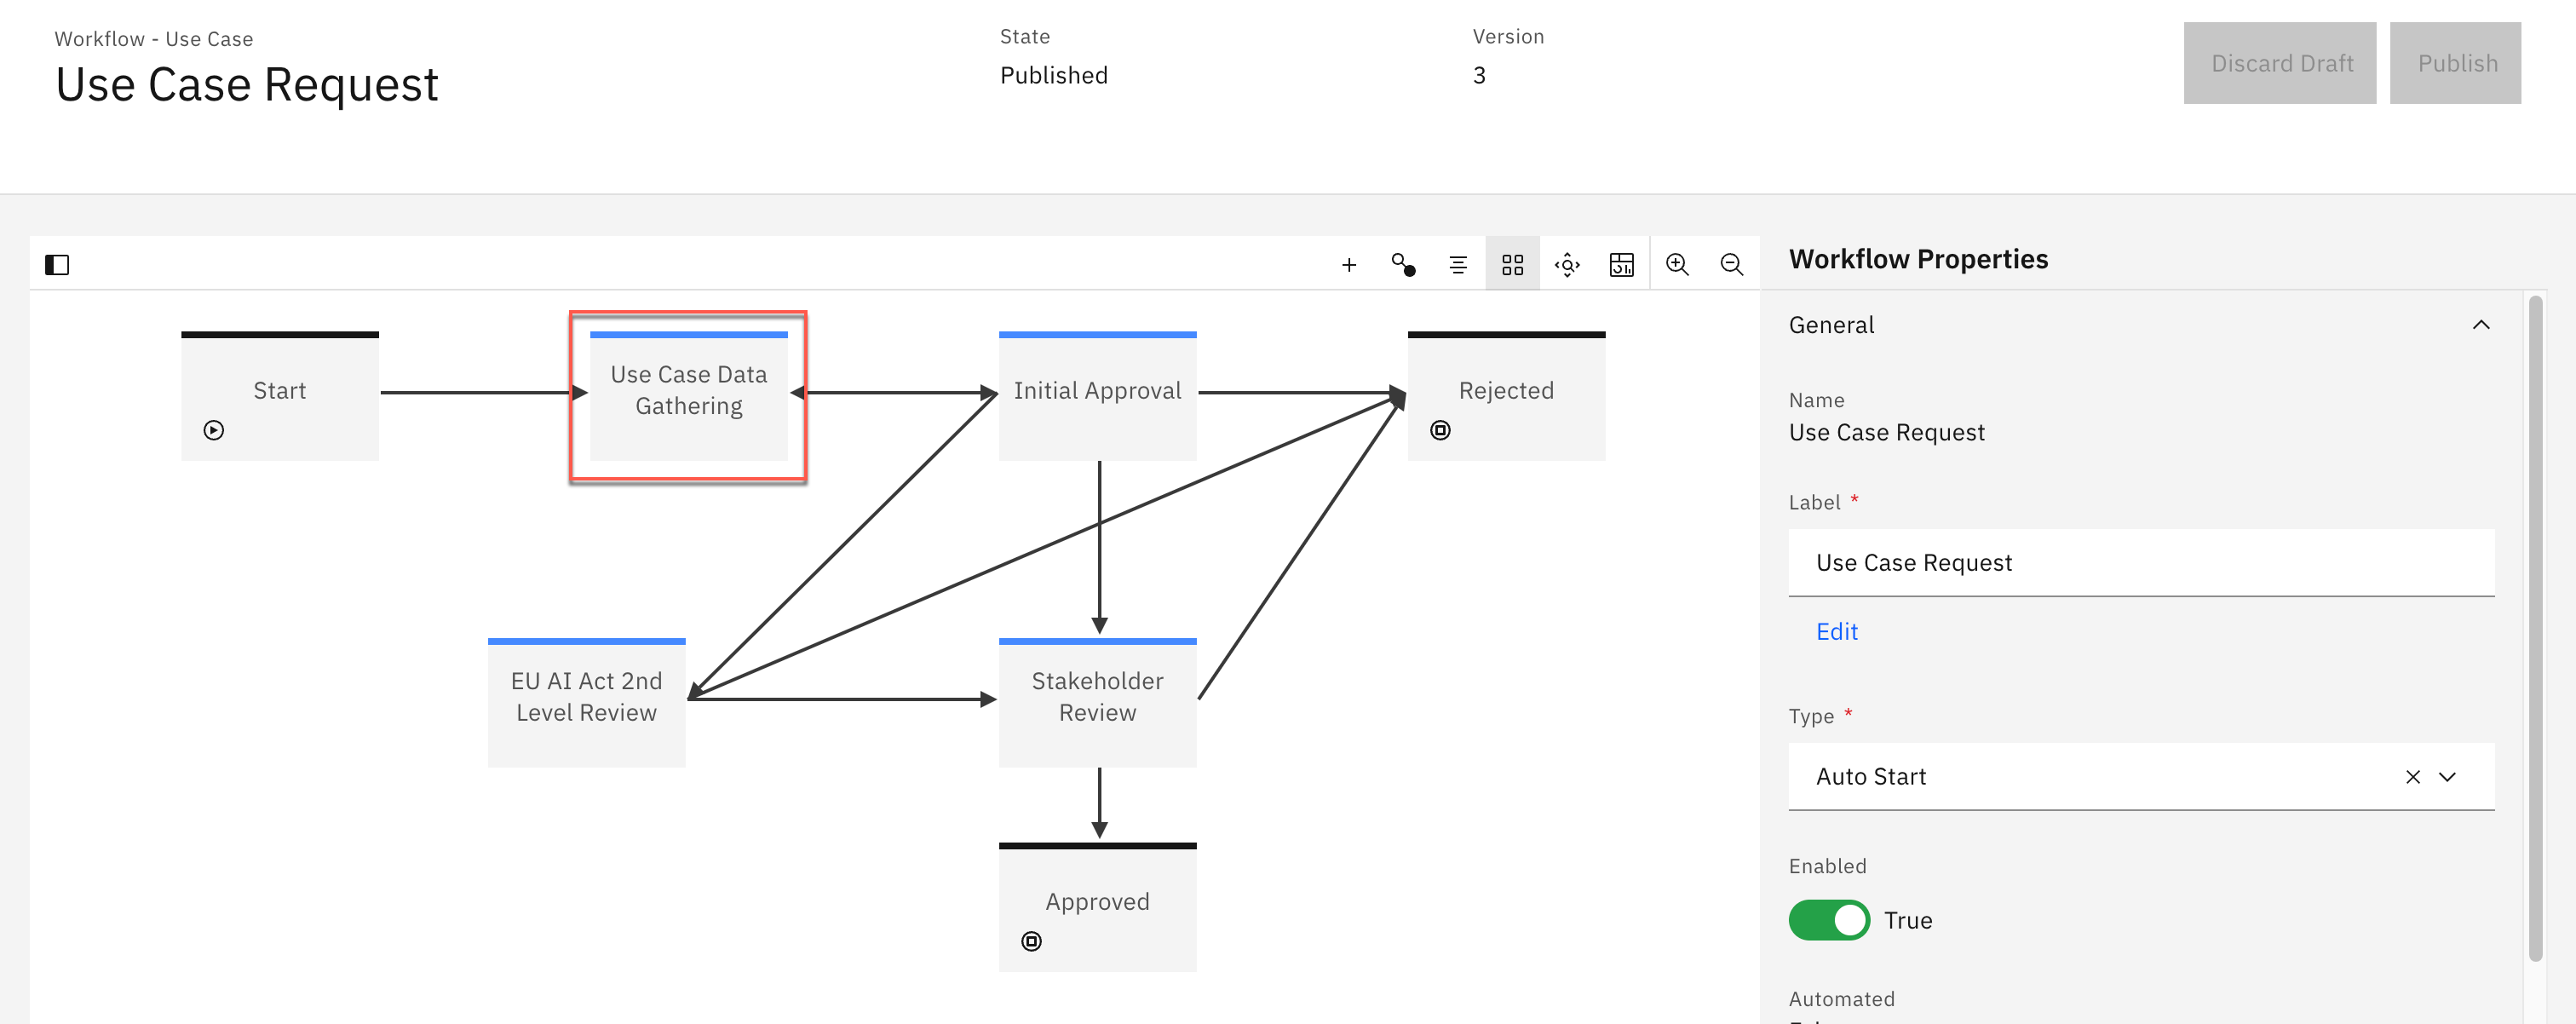 Workflow - Use Case
Use Case Request
State
Published
Version
3
Discard Draft
Publish
Start
Use Case Data
Gathering
Initial Approval
Rejected
EU AI Act 2nd
Level Review
Stakeholder
Review
Approved
Workflow Properties
General
Name
Use Case Request
Label *
Use Case Request
Edit
Type *
Auto Start
Enabled
True
Automated